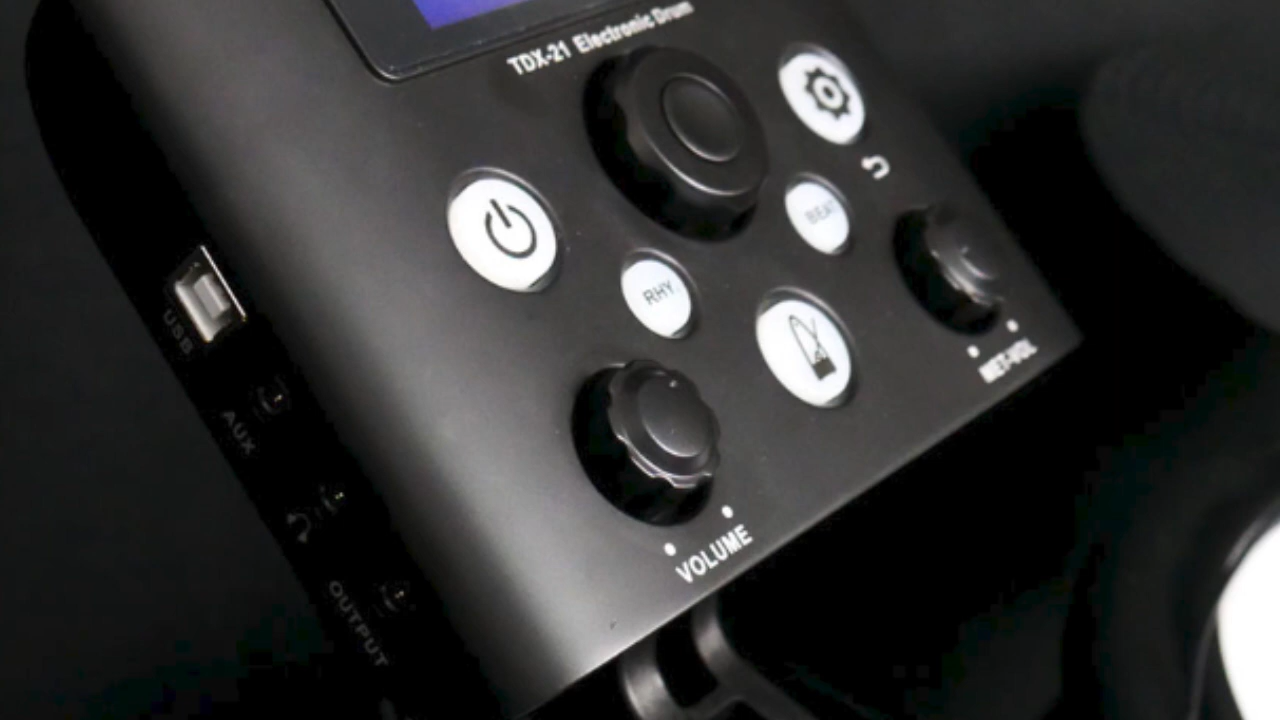 TDX-21 Electronic Drum
BEAT
RHY
MET-VOL
VOLUME
USB
AUX
OUTPUT